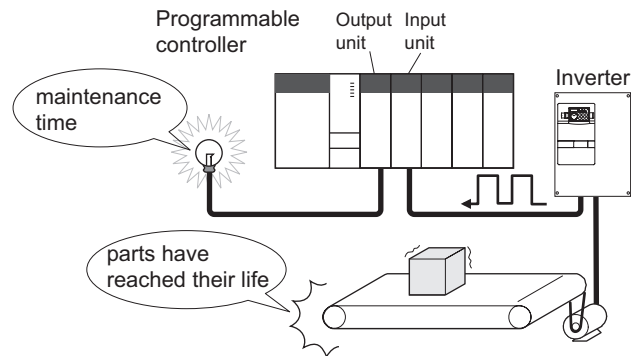 Programmable
controller
Output
unit
Input
unit
Inverter
maintenance
time
parts have
reached their life